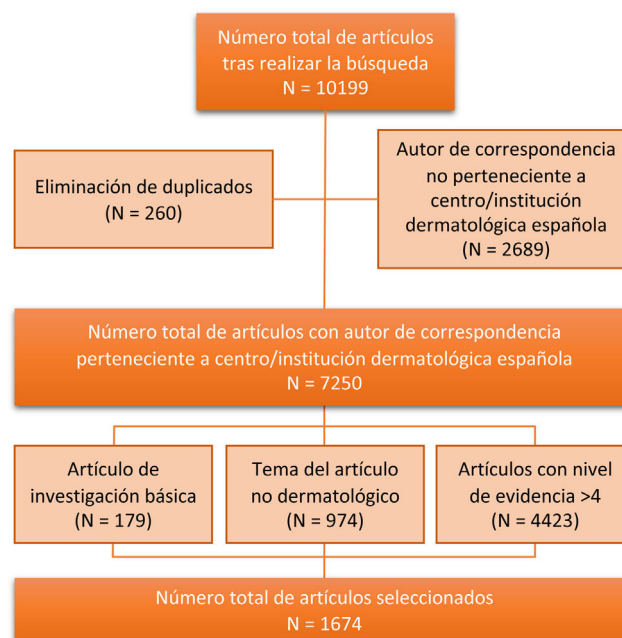 Número total de artículos
tras realizar la búsqueda
N = 10199
Eliminación de duplicados
(N = 260)
Autor de correspondencia
no perteneciente a
centro/institución
dermatológica española
(N = 2689)
Número total de artículos con autor de correspondencia
perteneciente a centro/institución dermatológica española
N = 7250
Artículo de
investigación básica
(N = 179)
Tema del artículo
no dermatológico
(N = 974)
Artículos con nivel
de evidencia >4
(N = 4423)
Número total de artículos seleccionados
N = 1674